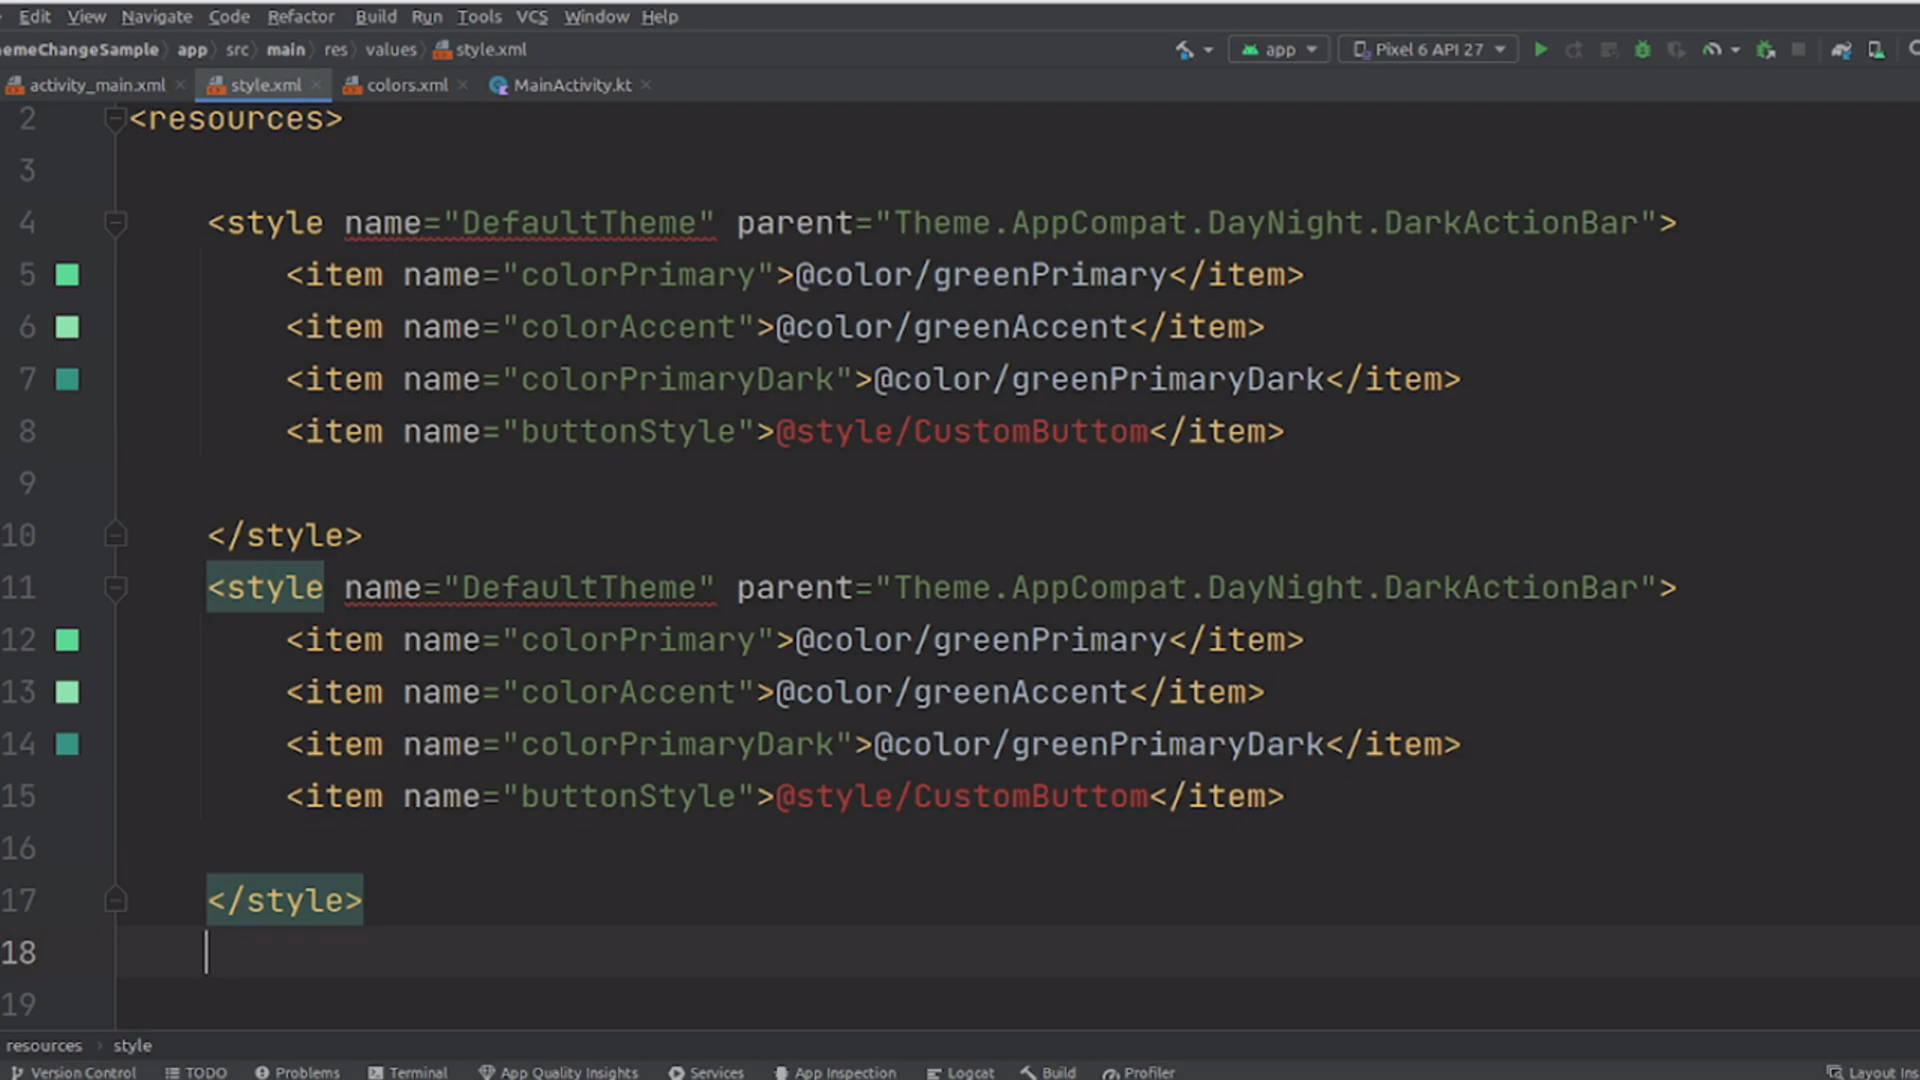 Edit View Navigate Code Refactor Build Run Tools VCS Window Help
emeChangeSample app src main res values style.xml app Pixel 6 API 27
activity_main.xml style.xml colors.xml MainActivity.kt
2 <resources>
3
4 <style name="DefaultTheme" parent="Theme.AppCompat.DayNight.DarkActionBar">
5 <item name="colorPrimary">@color/greenPrimary</item>
6 <item name="colorAccent">@color/greenAccent</item>
7 <item name="colorPrimaryDark">@color/greenPrimaryDark</item>
8 <item name="buttonStyle">@style/CustomButtom</item>
9
10 </style>
11 <style name="DefaultTheme" parent="Theme.AppCompat.DayNight.DarkActionBar">
12 <item name="colorPrimary">@color/greenPrimary</item>
13 <item name="colorAccent">@color/greenAccent</item>
14 <item name="colorPrimaryDark">@color/greenPrimaryDark</item>
15 <item name="buttonStyle">@style/CustomButtom</item>
16
17 </style>
18
19
resources › style
Version Control TODO Problems Terminal App Quality Insights Services App Inspection Logcat Build Profiler Layout Ins